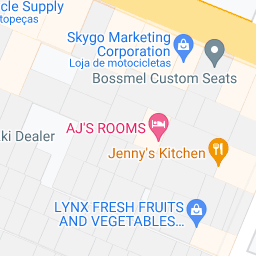 cle Supply
topeças
Skygo Marketing
Corporation
Loja de motocicletas
Bossmel Custom Seats
AJ'S ROOMS
ki Dealer
Jenny's Kitchen
LYNX FRESH FRUITS
AND VEGETABLES...